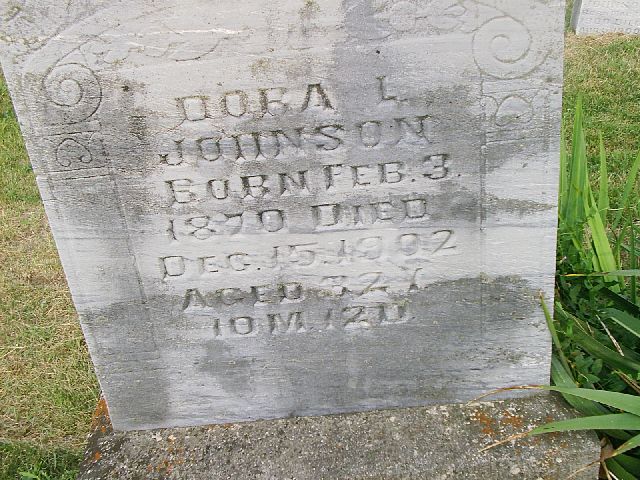 DORA L.
JOHNSON
BORN FEB. 3.
1870 DIED
DEC. 15. 1902
AGED 32 Y
10 M. 12 D.